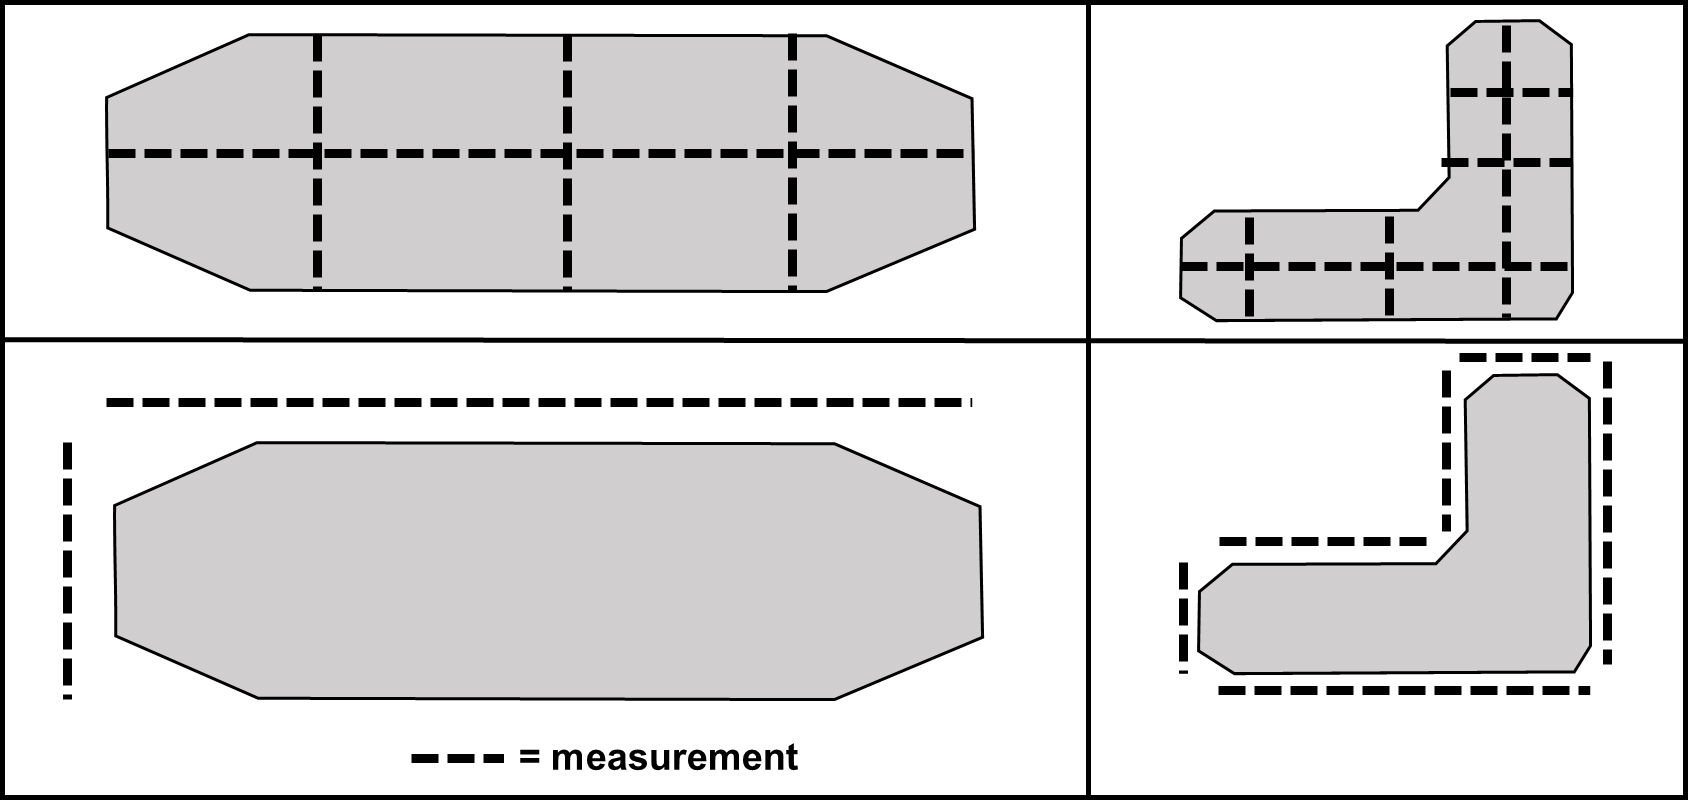 = measurement